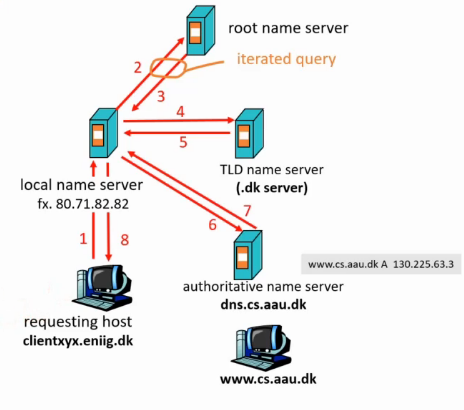 root name server
iterated query
2
3
4
5
local name server
fx. 80.71.82.82
TLD name server
(.dk server)
7
6
1
8
www.cs.aau.dk A 130.225.63.3
authoritative name server
dns.cs.aau.dk
requesting host
clientxyx.eniig.dk
www.cs.aau.dk